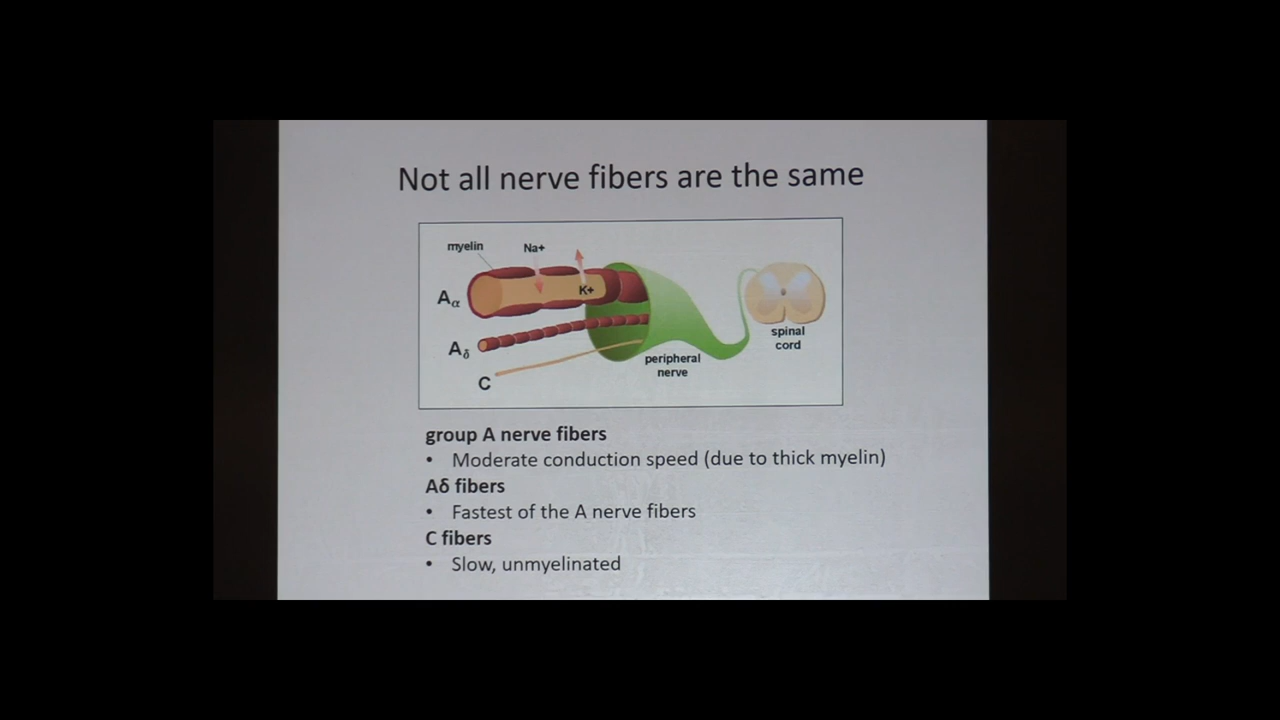 Not all nerve fibers are the same
myelin
Na+
K+
Aα
Aδ
C
peripheral
nerve
spinal
cord
group A nerve fibers
• Moderate conduction speed (due to thick myelin)
Aδ fibers
• Fastest of the A nerve fibers
C fibers
• Slow, unmyelinated